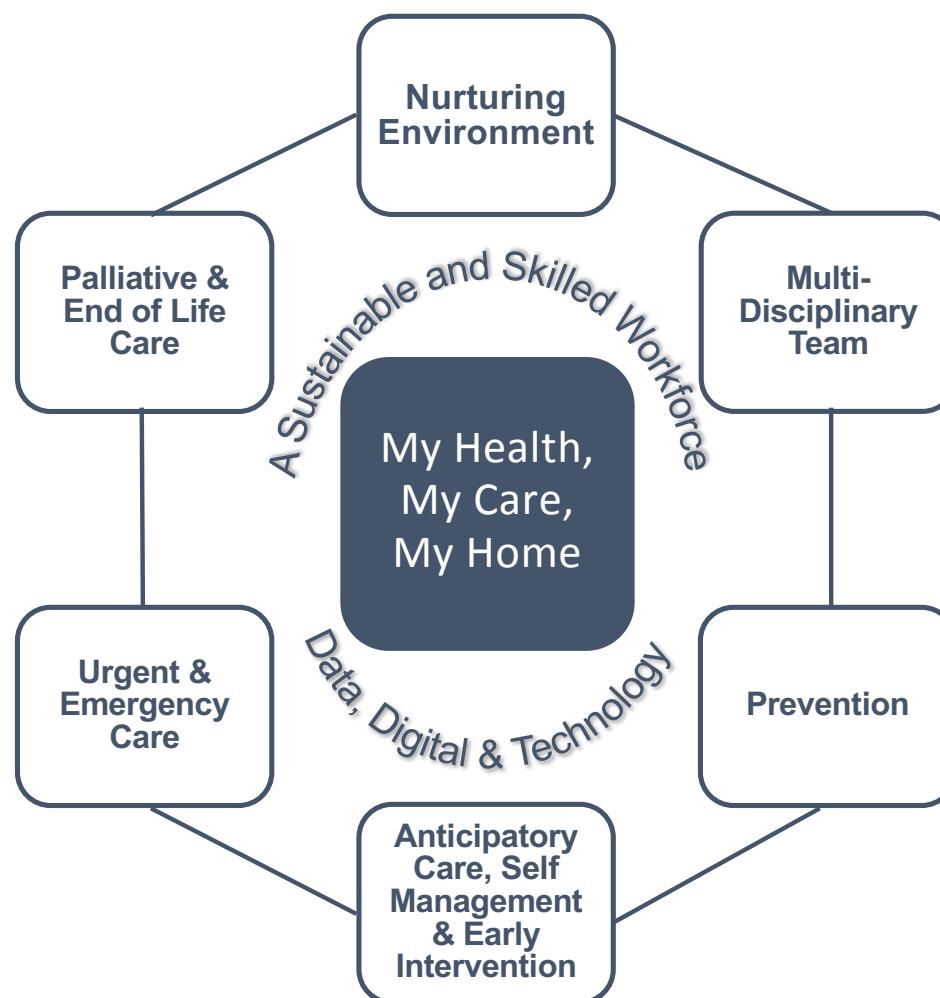 Nurturing
Environment
Palliative &
End of Life
Care
Multi-
Disciplinary
Team
A Sustainable and Skilled Workforce
My Health,
My Care,
My Home
Data, Digital & Technology
Urgent &
Emergency
Care
Prevention
Anticipatory
Care, Self
Management
& Early
Intervention